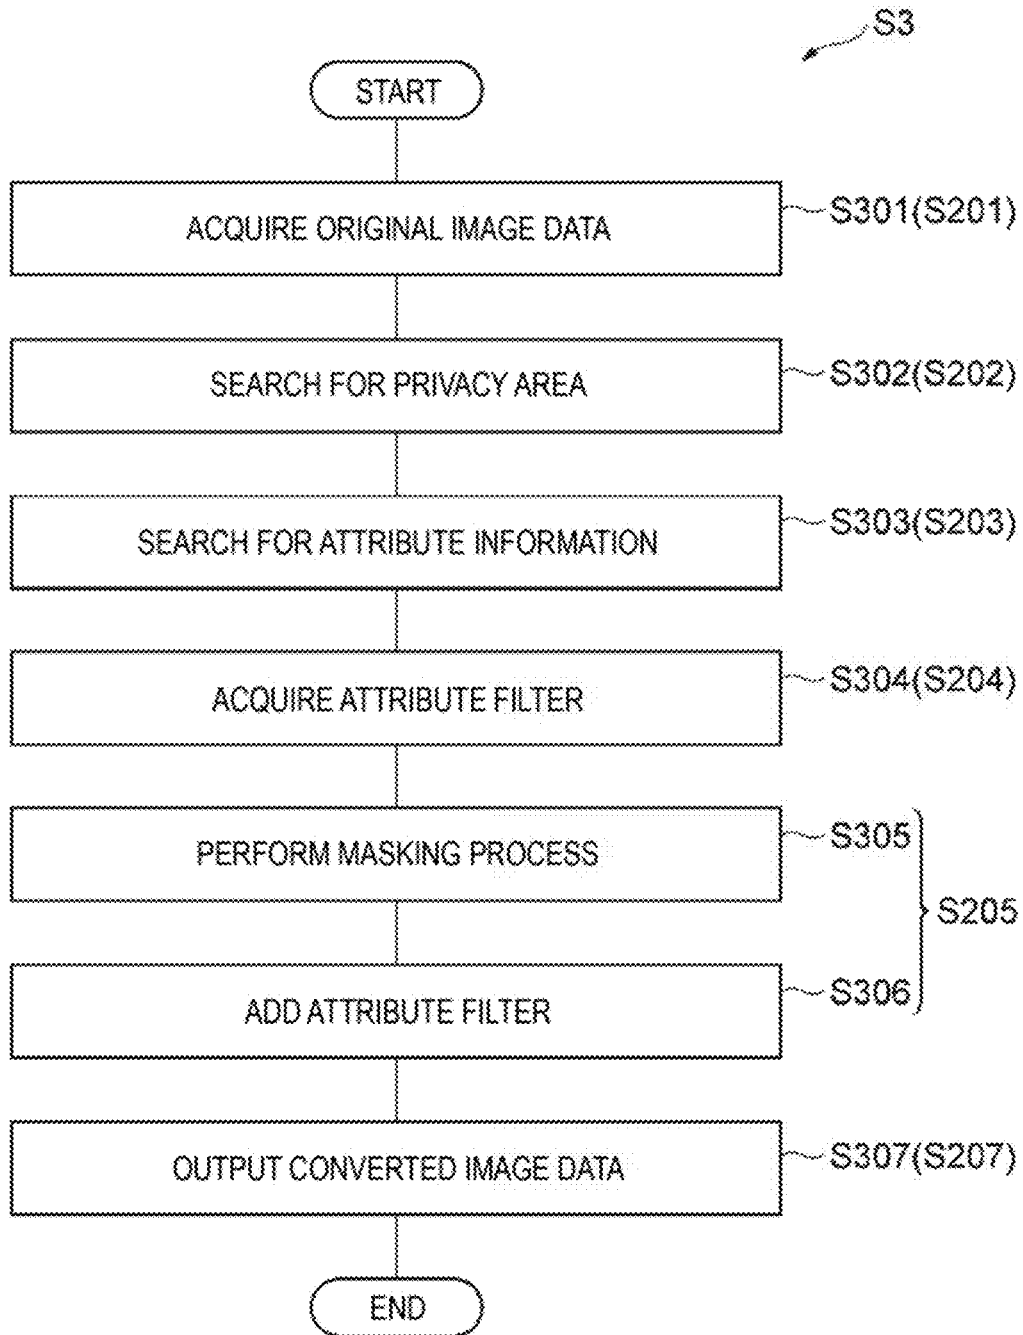 S3
START
ACQUIRE ORIGINAL IMAGE DATA
S301(S201)
SEARCH FOR PRIVACY AREA
S302(S202)
SEARCH FOR ATTRIBUTE INFORMATION
S303(S203)
ACQUIRE ATTRIBUTE FILTER
S304(S204)
PERFORM MASKING PROCESS
S305
S205
ADD ATTRIBUTE FILTER
S306
OUTPUT CONVERTED IMAGE DATA
S307(S207)
END